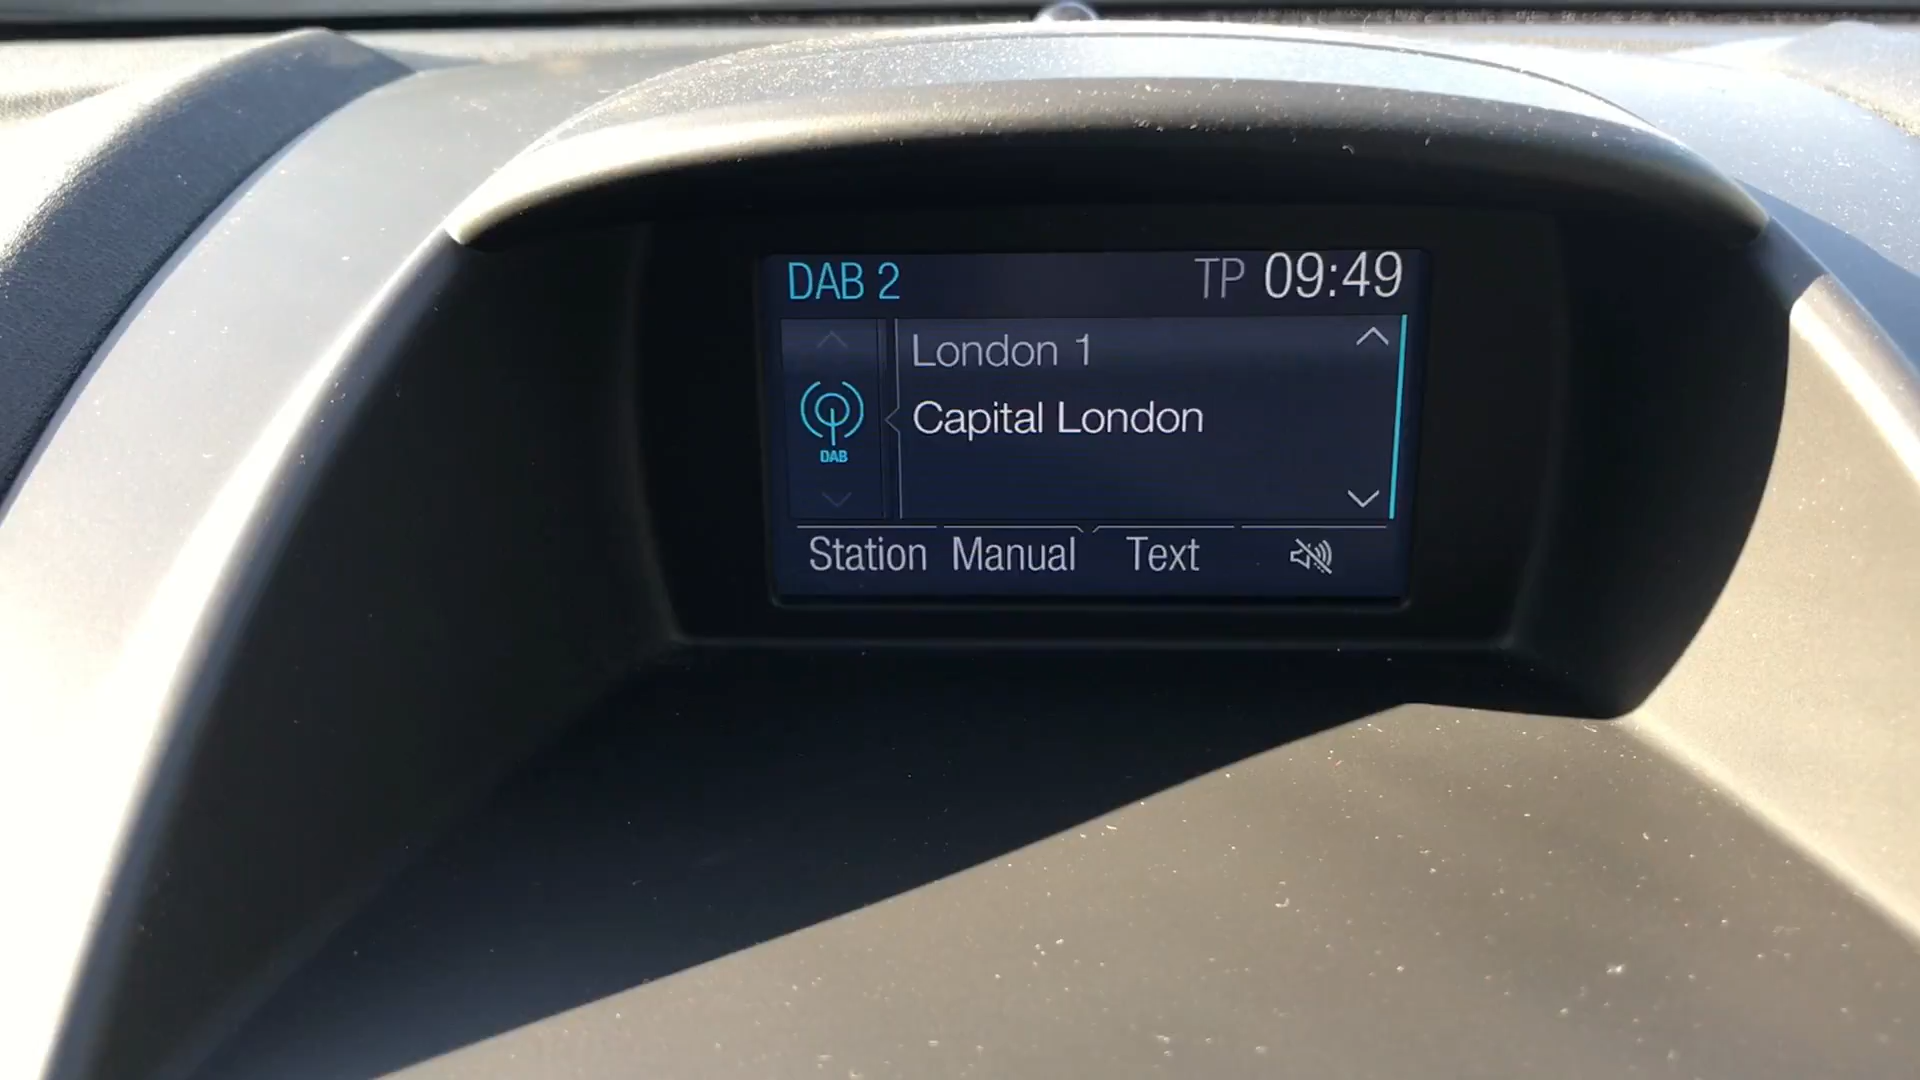 DAB 2 TP 09:49
London 1
Capital London
DAB
Station Manual Text